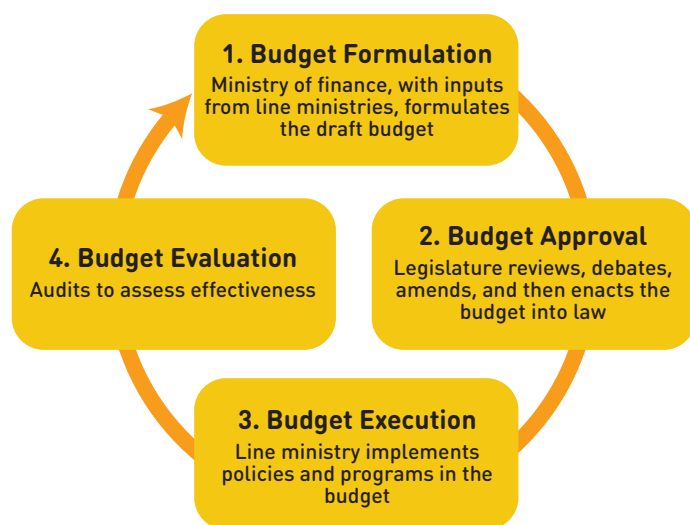 1. Budget Formulation
Ministry of finance, with inputs
from line ministries, formulates
the draft budget
2. Budget Approval
Legislature reviews, debates,
amends, and then enacts the
budget into law
3. Budget Execution
Line ministry implements
policies and programs in the
budget
4. Budget Evaluation
Audits to assess effectiveness